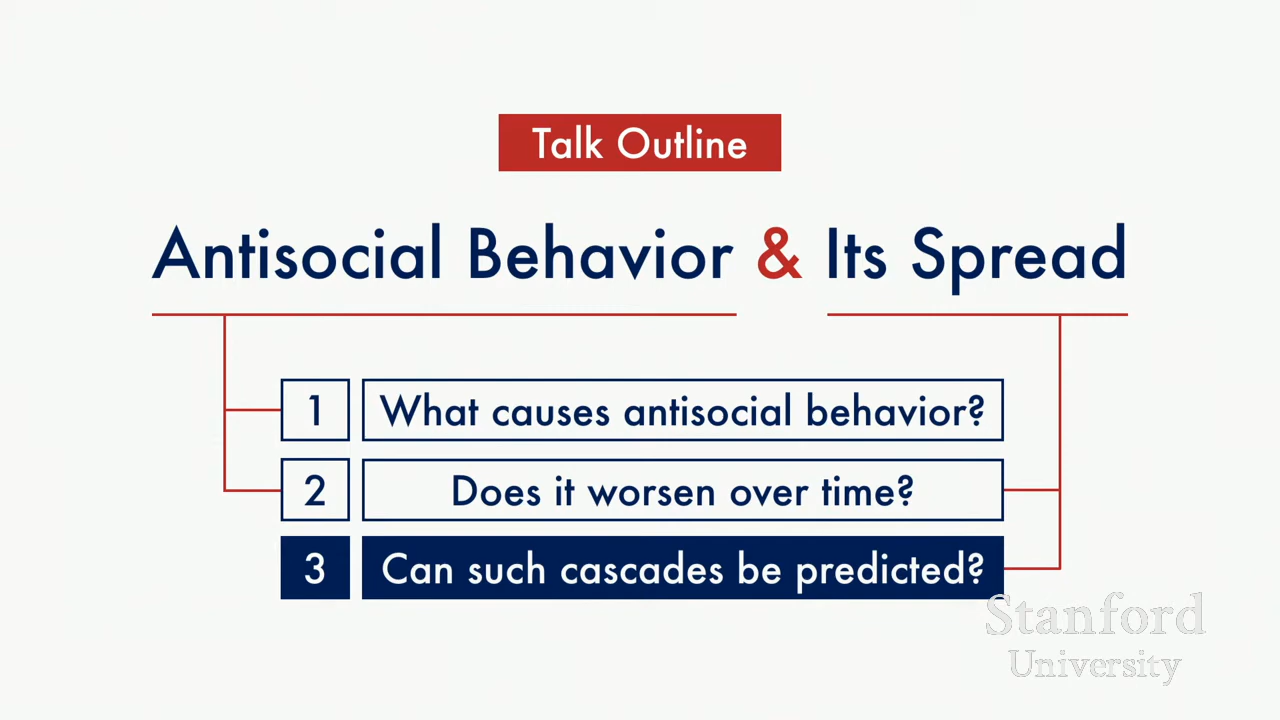 Talk Outline
Antisocial Behavior & Its Spread
1 What causes antisocial behavior?
2 Does it worsen over time?
3 Can such cascades be predicted?
Stanford
University